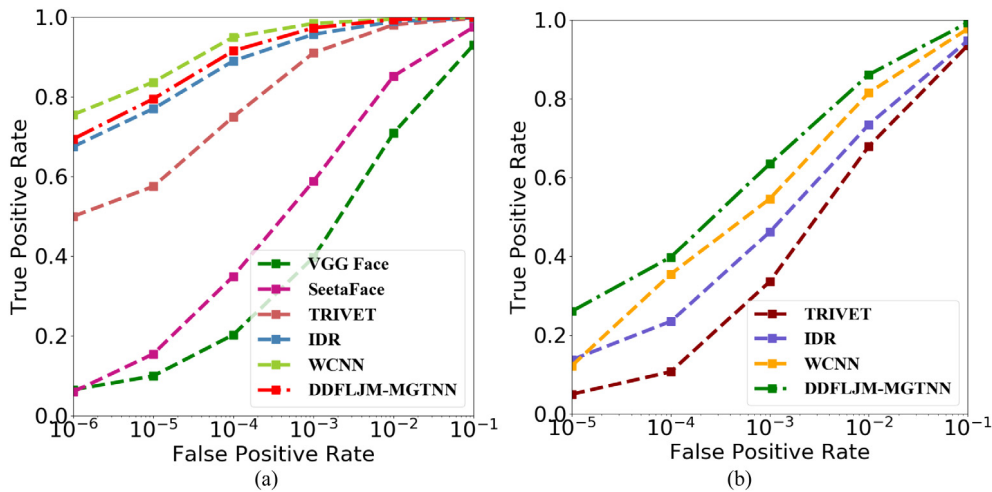 1.0
0.8
0.6
0.4
0.2
0.0
True Positive Rate
VGG Face
SeetaFace
TRIVET
IDR
WCNN
DDFLJM-MGTNN
10⁻⁶ 10⁻⁵ 10⁻⁴ 10⁻³ 10⁻² 10⁻¹
False Positive Rate
(a)
1.0
0.8
0.6
0.4
0.2
0.0
True Positive Rate
TRIVET
IDR
WCNN
DDFLJM-MGTNN
10⁻⁵ 10⁻⁴ 10⁻³ 10⁻² 10⁻¹
False Positive Rate
(b)